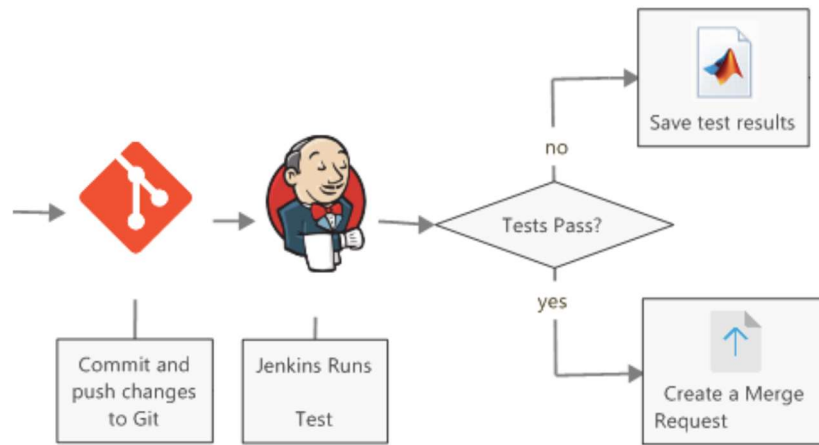 Commit and
push changes
to Git
Jenkins Runs
Test
Tests Pass?
no
Save test results
yes
Create a Merge
Request